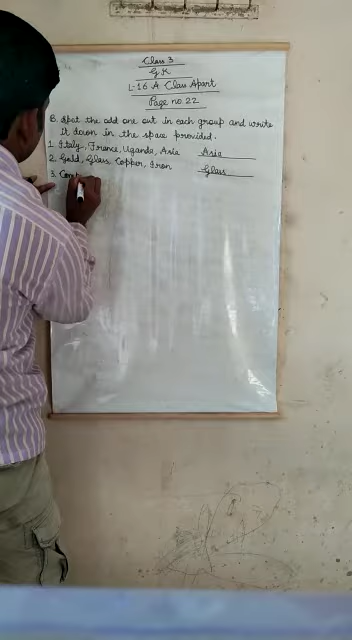 Class 3
G.K
L-16 A Class Apart
Page no. 22
B. Spot the odd one out in each group and write
it down in the space provided.
1. Italy, France, Uganda, Asia Asia
2. Gold, Glass, Copper, Iron Glass
3. Comp